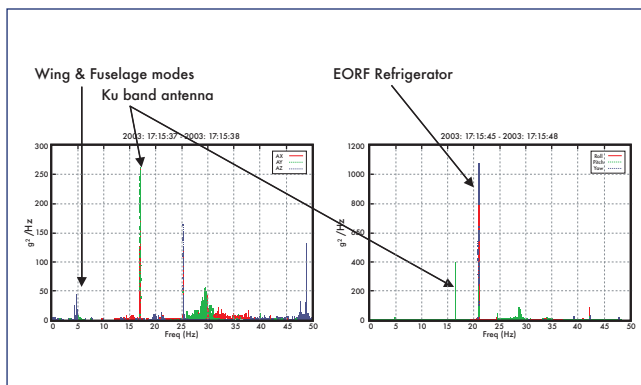 Wing & Fuselage modes
Ku band antenna
EORF Refrigerator
2003: 17:15:37 - 2003: 17:15:38
300
250
200
150
100
50
0
g² /Hz
AX
AY
AZ
0 5 10 15 20 25 30 35 40 45 50
Freq (Hz)
2003: 17:15:45 - 2003: 17:15:48
1200
1000
800
600
400
200
0
g² /Hz
Roll
Pitch
Yaw
0 5 10 15 20 25 30 35 40 45 50
Freq (Hz)